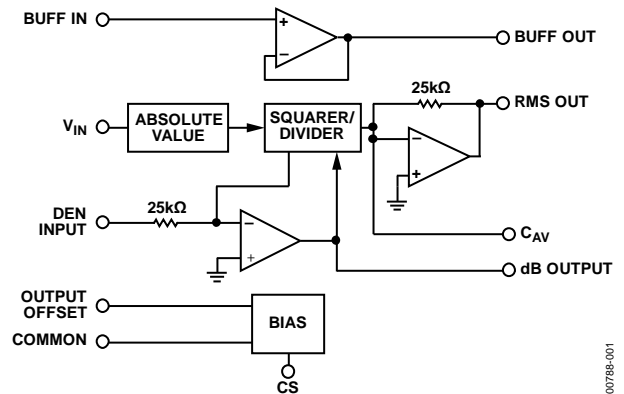 BUFF IN
+
−
BUFF OUT
25kΩ
RMS OUT
VIN
ABSOLUTE
VALUE
SQUARER/
DIVIDER
−
+
DEN
INPUT
25kΩ
−
+
CAV
dB OUTPUT
OUTPUT
OFFSET
COMMON
BIAS
CS
00788-001